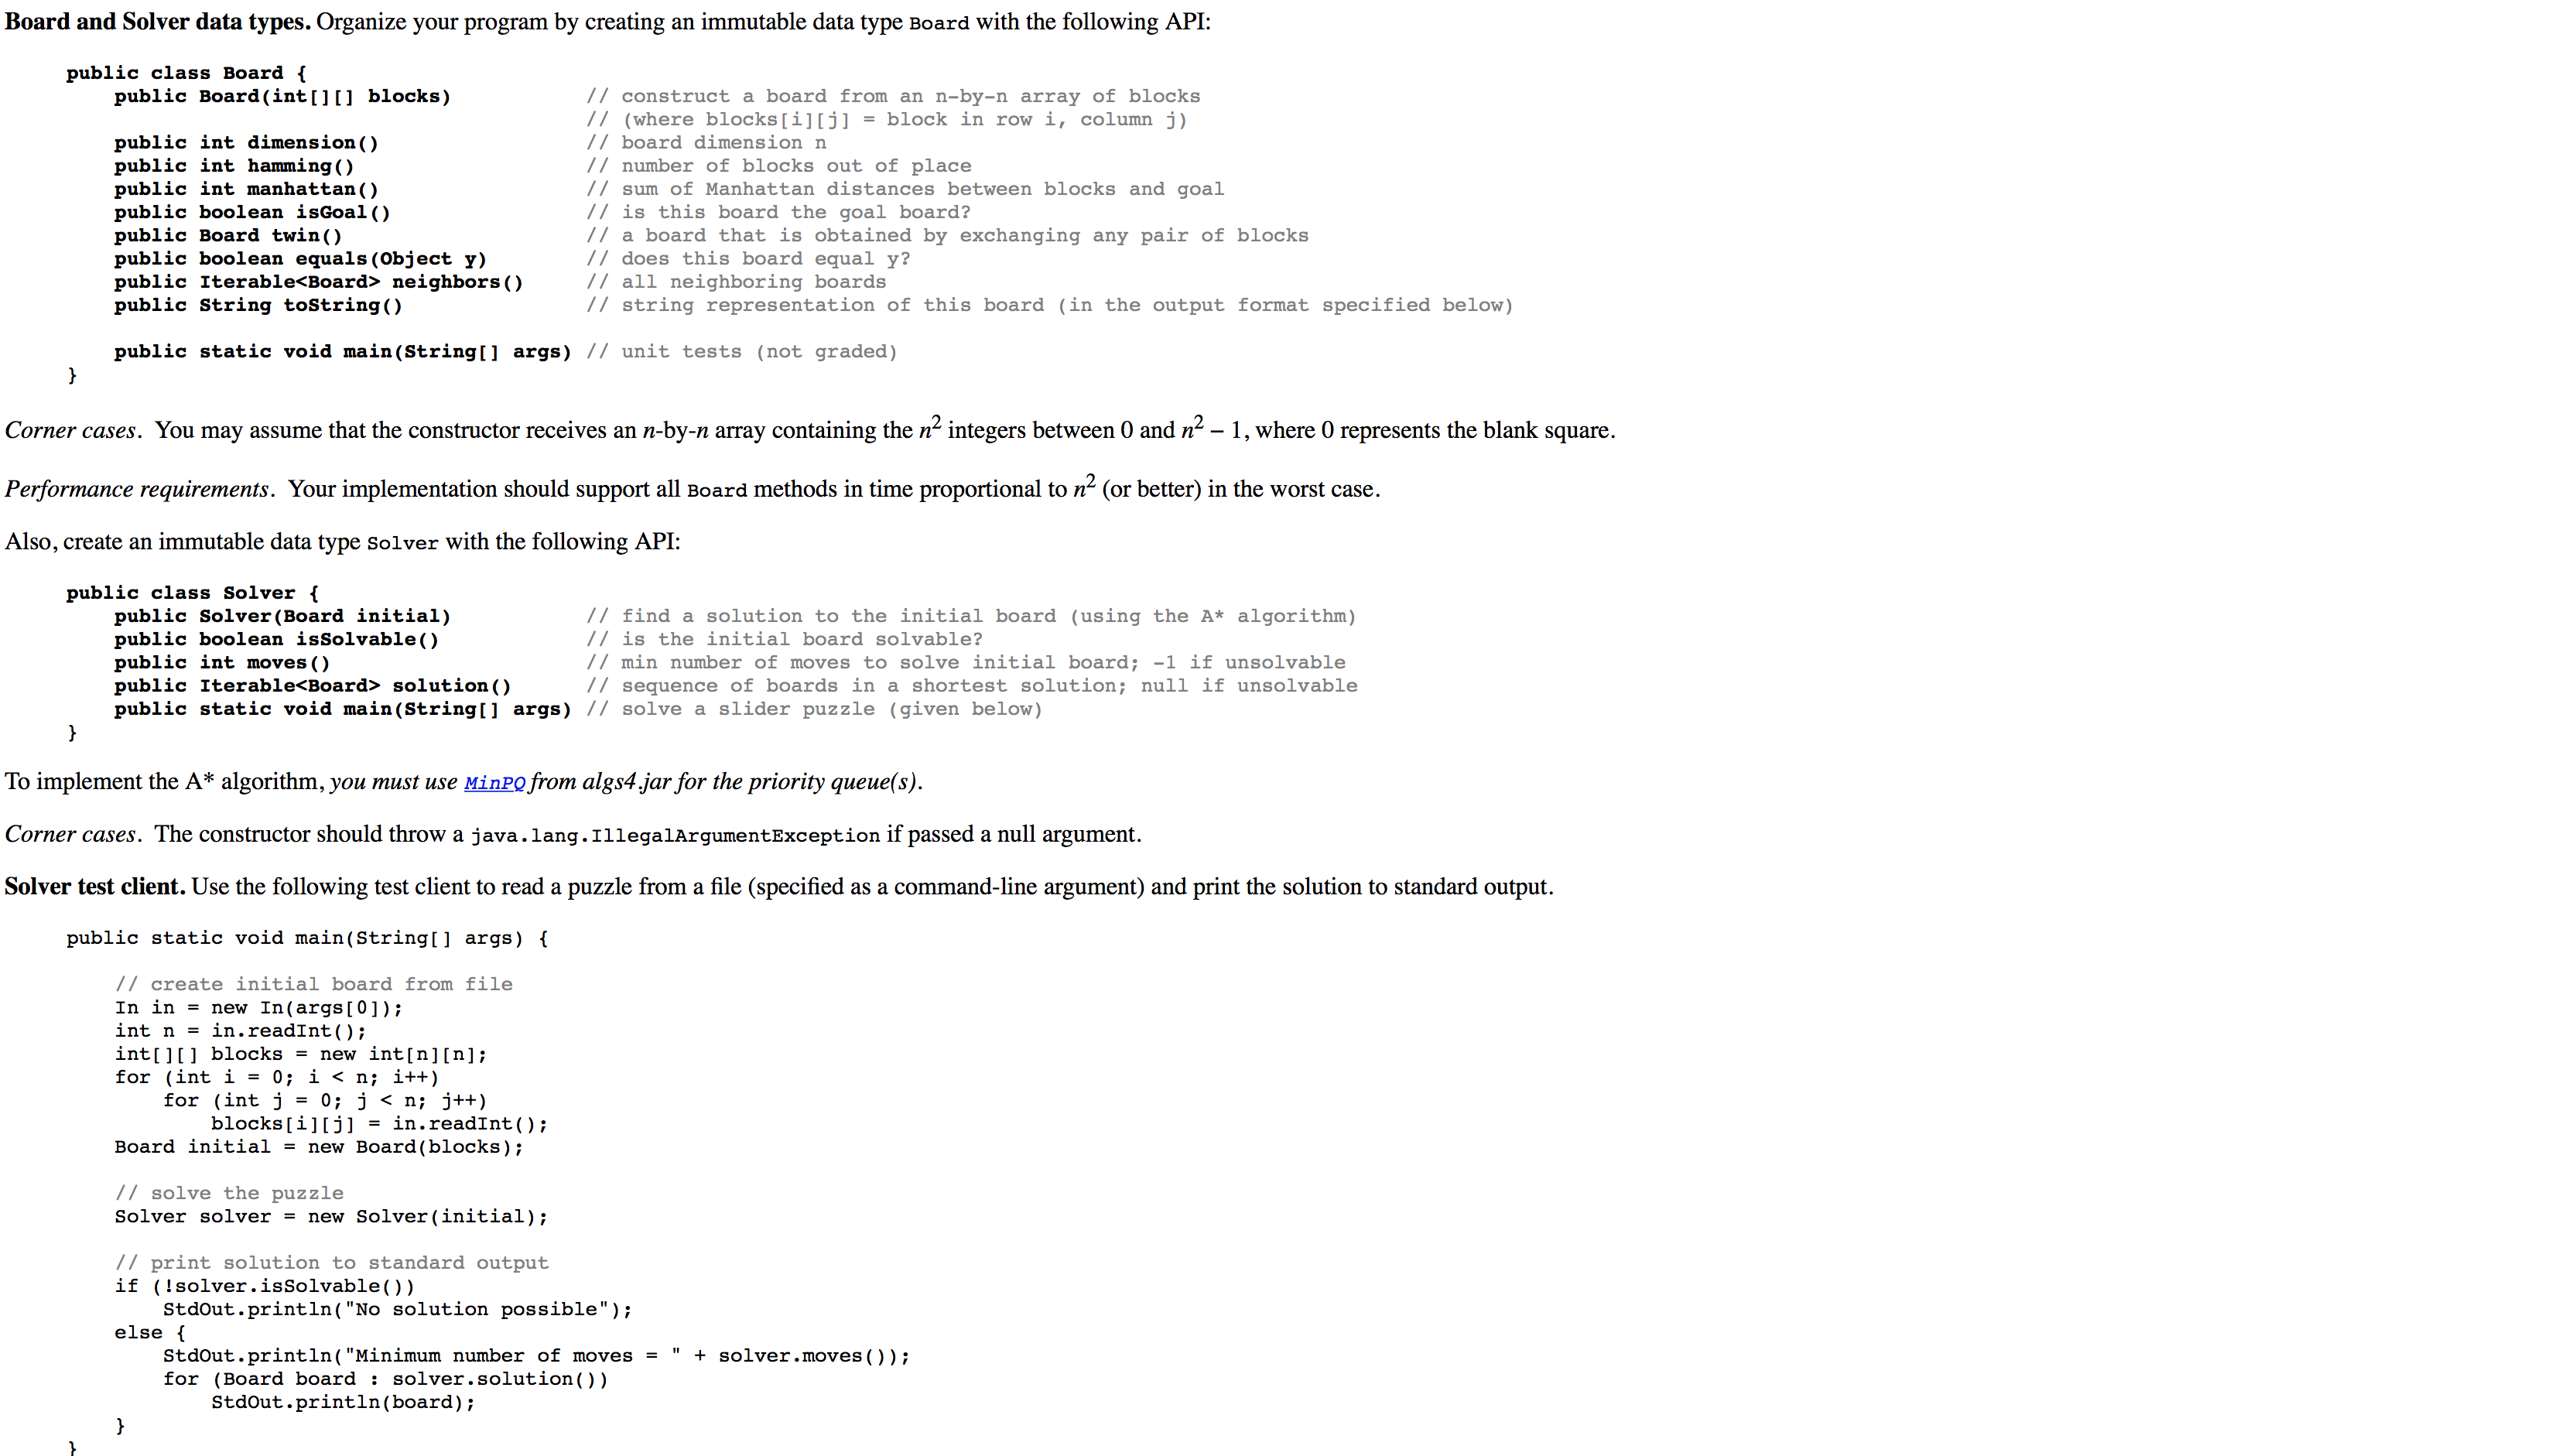 Board and Solver data types. Organize your program by creating an immutable data type Board with the following API:
public class Board {
    public Board(int[][] blocks)           // construct a board from an n-by-n array of blocks
                                           // (where blocks[i][j] = block in row i, column j)
    public int dimension()                 // board dimension n
    public int hamming()                   // number of blocks out of place
    public int manhattan()                 // sum of Manhattan distances between blocks and goal
    public boolean isGoal()                // is this board the goal board?
    public Board twin()                    // a board that is obtained by exchanging any pair of blocks
    public boolean equals(Object y)        // does this board equal y?
    public Iterable<Board> neighbors()     // all neighboring boards
    public String toString()               // string representation of this board (in the output format specified below)
    public static void main(String[] args) // unit tests (not graded)
}
Corner cases.  You may assume that the constructor receives an n-by-n array containing the n² integers between 0 and n² – 1, where 0 represents the blank square.
Performance requirements.  Your implementation should support all Board methods in time proportional to n² (or better) in the worst case.
Also, create an immutable data type Solver with the following API:
public class Solver {
    public Solver(Board initial)           // find a solution to the initial board (using the A* algorithm)
    public boolean isSolvable()            // is the initial board solvable?
    public int moves()                     // min number of moves to solve initial board; -1 if unsolvable
    public Iterable<Board> solution()      // sequence of boards in a shortest solution; null if unsolvable
    public static void main(String[] args) // solve a slider puzzle (given below)
}
To implement the A* algorithm, you must use MinPQ from algs4.jar for the priority queue(s).
Corner cases.  The constructor should throw a java.lang.IllegalArgumentException if passed a null argument.
Solver test client. Use the following test client to read a puzzle from a file (specified as a command-line argument) and print the solution to standard output.
public static void main(String[] args) {
    // create initial board from file
    In in = new In(args[0]);
    int n = in.readInt();
    int[][] blocks = new int[n][n];
    for (int i = 0; i < n; i++)
        for (int j = 0; j < n; j++)
            blocks[i][j] = in.readInt();
    Board initial = new Board(blocks);
    // solve the puzzle
    Solver solver = new Solver(initial);
    // print solution to standard output
    if (!solver.isSolvable())
        StdOut.println("No solution possible");
    else {
        StdOut.println("Minimum number of moves = " + solver.moves());
        for (Board board : solver.solution())
            StdOut.println(board);
    }
}